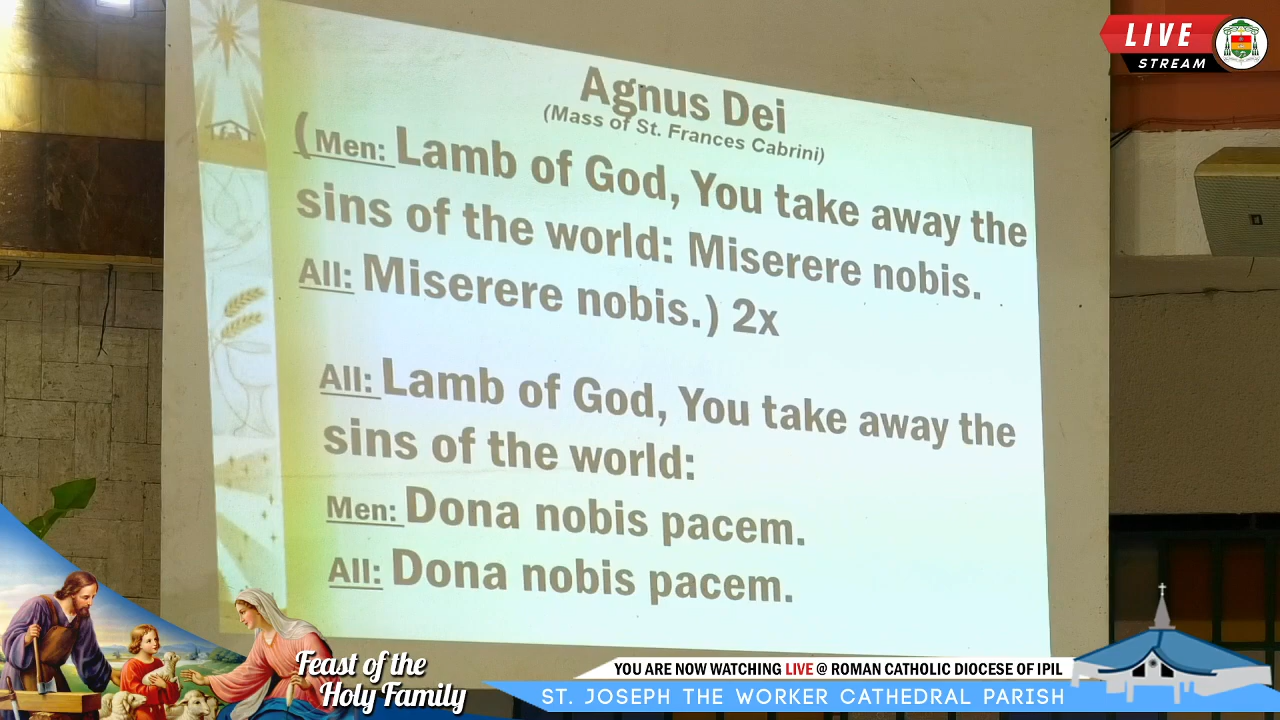 LIVE
STREAM
Agnus Dei
(Mass of St. Frances Cabrini)
(Men: Lamb of God, You take away the
sins of the world: Miserere nobis.
All: Miserere nobis.) 2x
All: Lamb of God, You take away the
sins of the world:
Men: Dona nobis pacem.
All: Dona nobis pacem.
Feast of the
Holy Family
YOU ARE NOW WATCHING LIVE @ ROMAN CATHOLIC DIOCESE OF IPIL
ST. JOSEPH THE WORKER CATHEDRAL PARISH